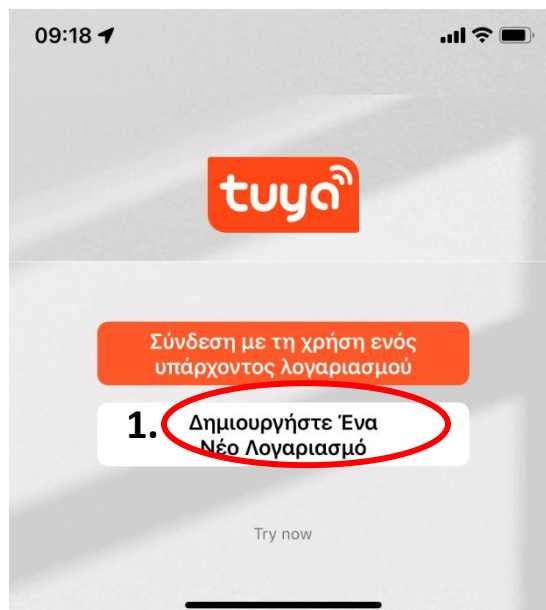 09:18
tuya
Σύνδεση με τη χρήση ενός
υπάρχοντος λογαριασμού
1. Δημιουργήστε Ένα
Νέο Λογαριασμό
Try now